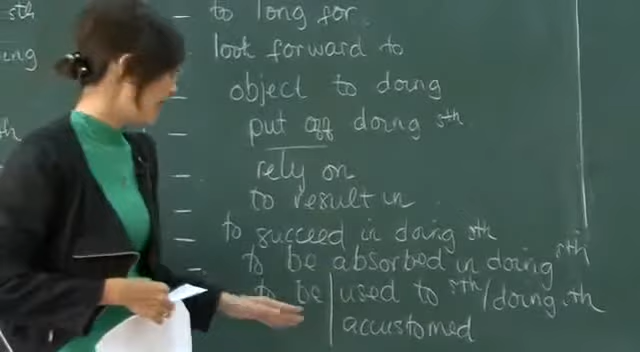 sth
to long for
look forward to
object to doing
put off doing sth
rely on
to result in
to succeed in doing sth
to be absorbed in doing sth
to be used to sth/doing sth
accustomed